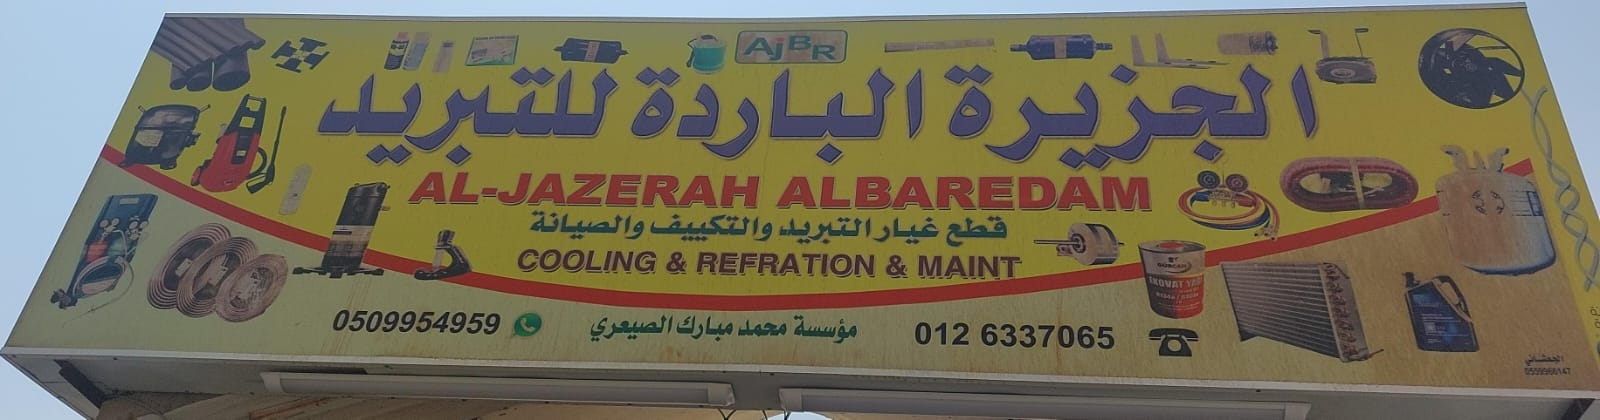 AJBR
الجزيرة الباردة للتبريد
AL-JAZERAH ALBAREDAM
قطع غيار التبريد والتكييف والصيانة
COOLING & REFRATION & MAINT
0509954959
مؤسسة محمد مبارك الصيعري
012 6337065